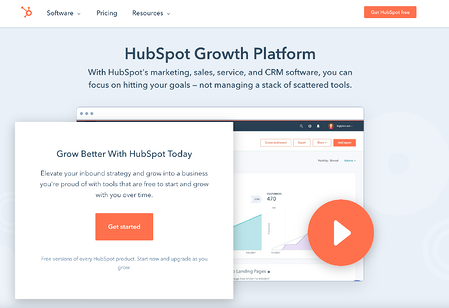 Software Pricing Resources Get HubSpot free
HubSpot Growth Platform
With HubSpot's marketing, sales, service, and CRM software, you can
focus on hitting your goals — not managing a stack of scattered tools.
Grow Better With HubSpot Today
Elevate your inbound strategy and grow into a business
you're proud of with tools that are free to start and grow
with you over time.
Get started
Free versions of every HubSpot product. Start now and upgrade as you
grow.
470
Landing Pages